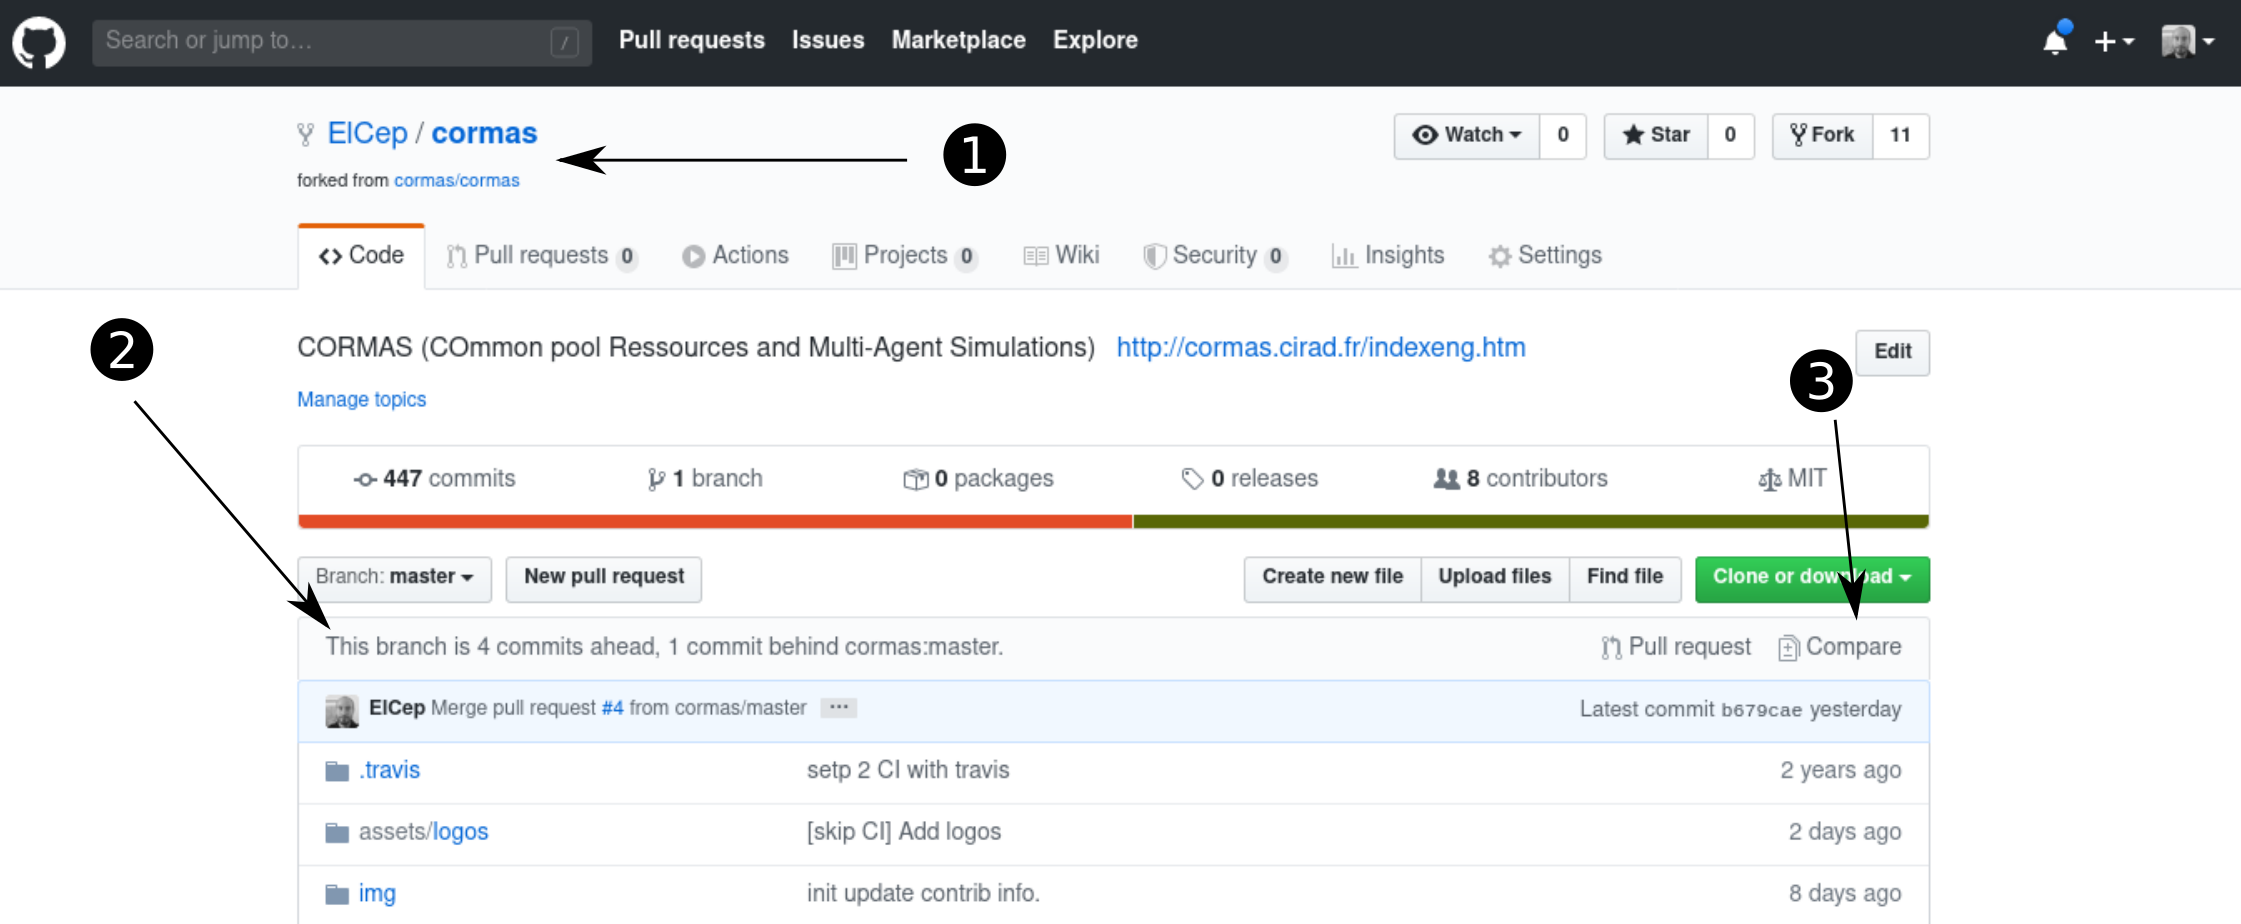 Search or jump to… / Pull requests Issues Marketplace Explore
ElCep / cormas
1
Watch 0 Star 0 Fork 11
forked from cormas/cormas
Code Pull requests 0 Actions Projects 0 Wiki Security 0 Insights Settings
2
CORMAS (COmmon pool Ressources and Multi-Agent Simulations) http://cormas.cirad.fr/indexeng.htm
Edit
3
Manage topics
447 commits 1 branch 0 packages 0 releases 8 contributors MIT
Branch: master New pull request Create new file Upload files Find file Clone or download
This branch is 4 commits ahead, 1 commit behind cormas:master. Pull request Compare
ElCep Merge pull request #4 from cormas/master ... Latest commit b679cae yesterday
.travis setp 2 CI with travis 2 years ago
assets/logos [skip CI] Add logos 2 days ago
img init update contrib info. 8 days ago